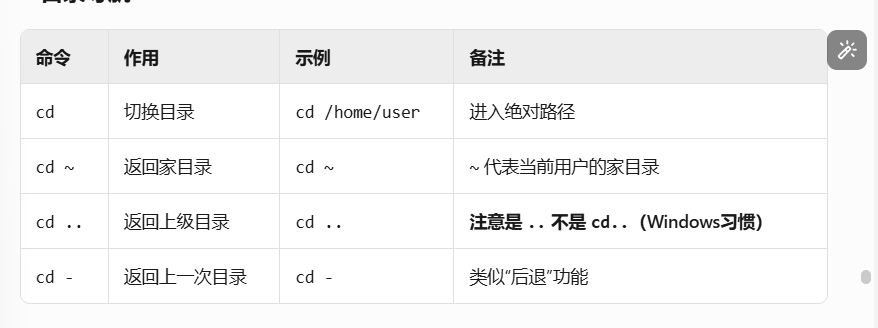 命令 作用 示例 备注
cd 切换目录 cd /home/user 进入绝对路径
cd ~ 返回家目录 cd ~ ~ 代表当前用户的家目录
cd .. 返回上级目录 cd .. 注意是 .. 不是 cd..（Windows习惯）
cd - 返回上一次目录 cd - 类似“后退”功能